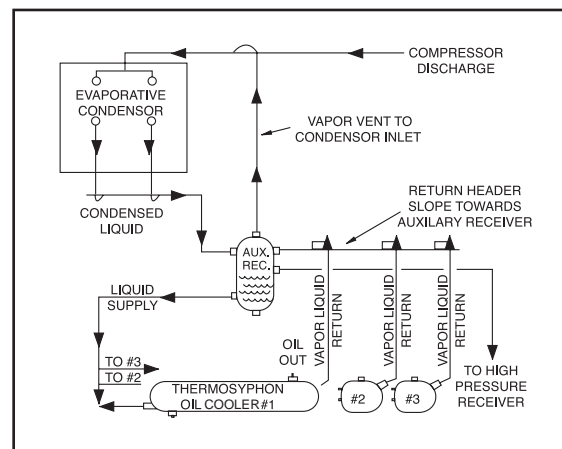 COMPRESSOR
DISCHARGE
EVAPORATIVE
CONDENSOR
VAPOR VENT TO
CONDENSOR INLET
RETURN HEADER
SLOPE TOWARDS
AUXILARY RECEIVER
CONDENSED
LIQUID
AUX.
REC.
LIQUID
SUPPLY
VAPOR LIQUID
RETURN
VAPOR LIQUID
RETURN
VAPOR LIQUID
RETURN
OIL
OUT
TO #3
TO #2
THERMOSYPHON
OIL COOLER#1
#2
#3
TO HIGH
PRESSURE
RECEIVER